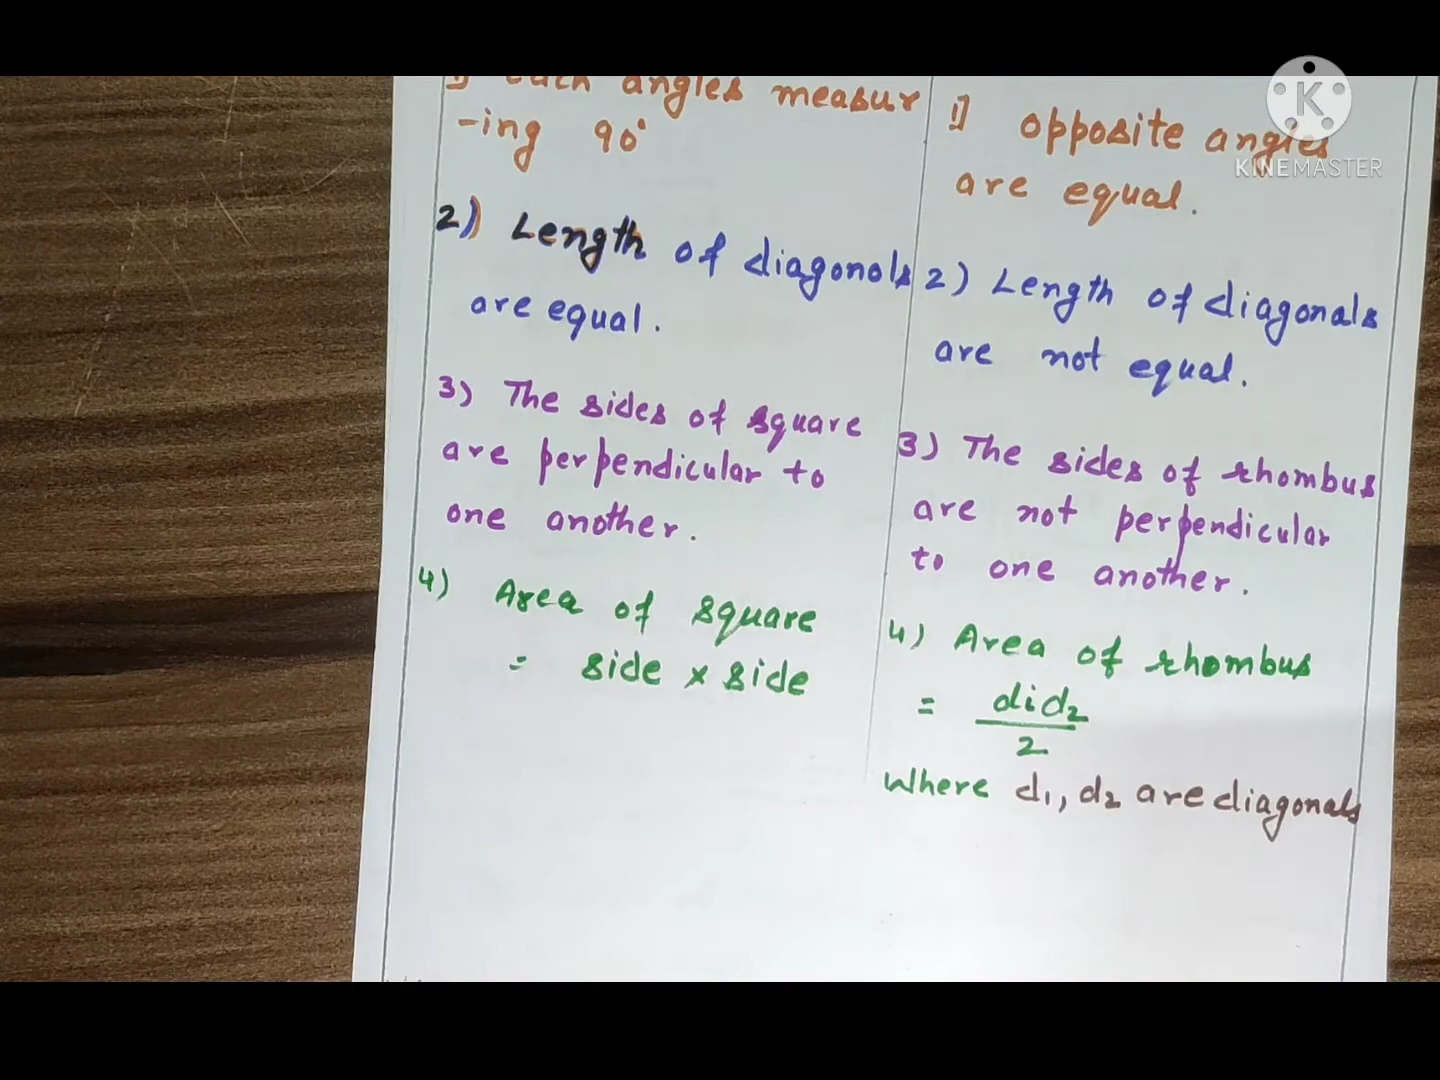 1) each angles measur
-ing 90°
2) Length of diagonals
are equal.
3) The sides of square
are perpendicular to
one another.
4) Area of square
= side × side
1] opposite angles
are equal.
2) Length of diagonals
are not equal.
3) The sides of rhombus
are not perpendicular
to one another.
4) Area of rhombus
= d1d2
2
Where d1, d2 are diagonals
K
KINEMASTER